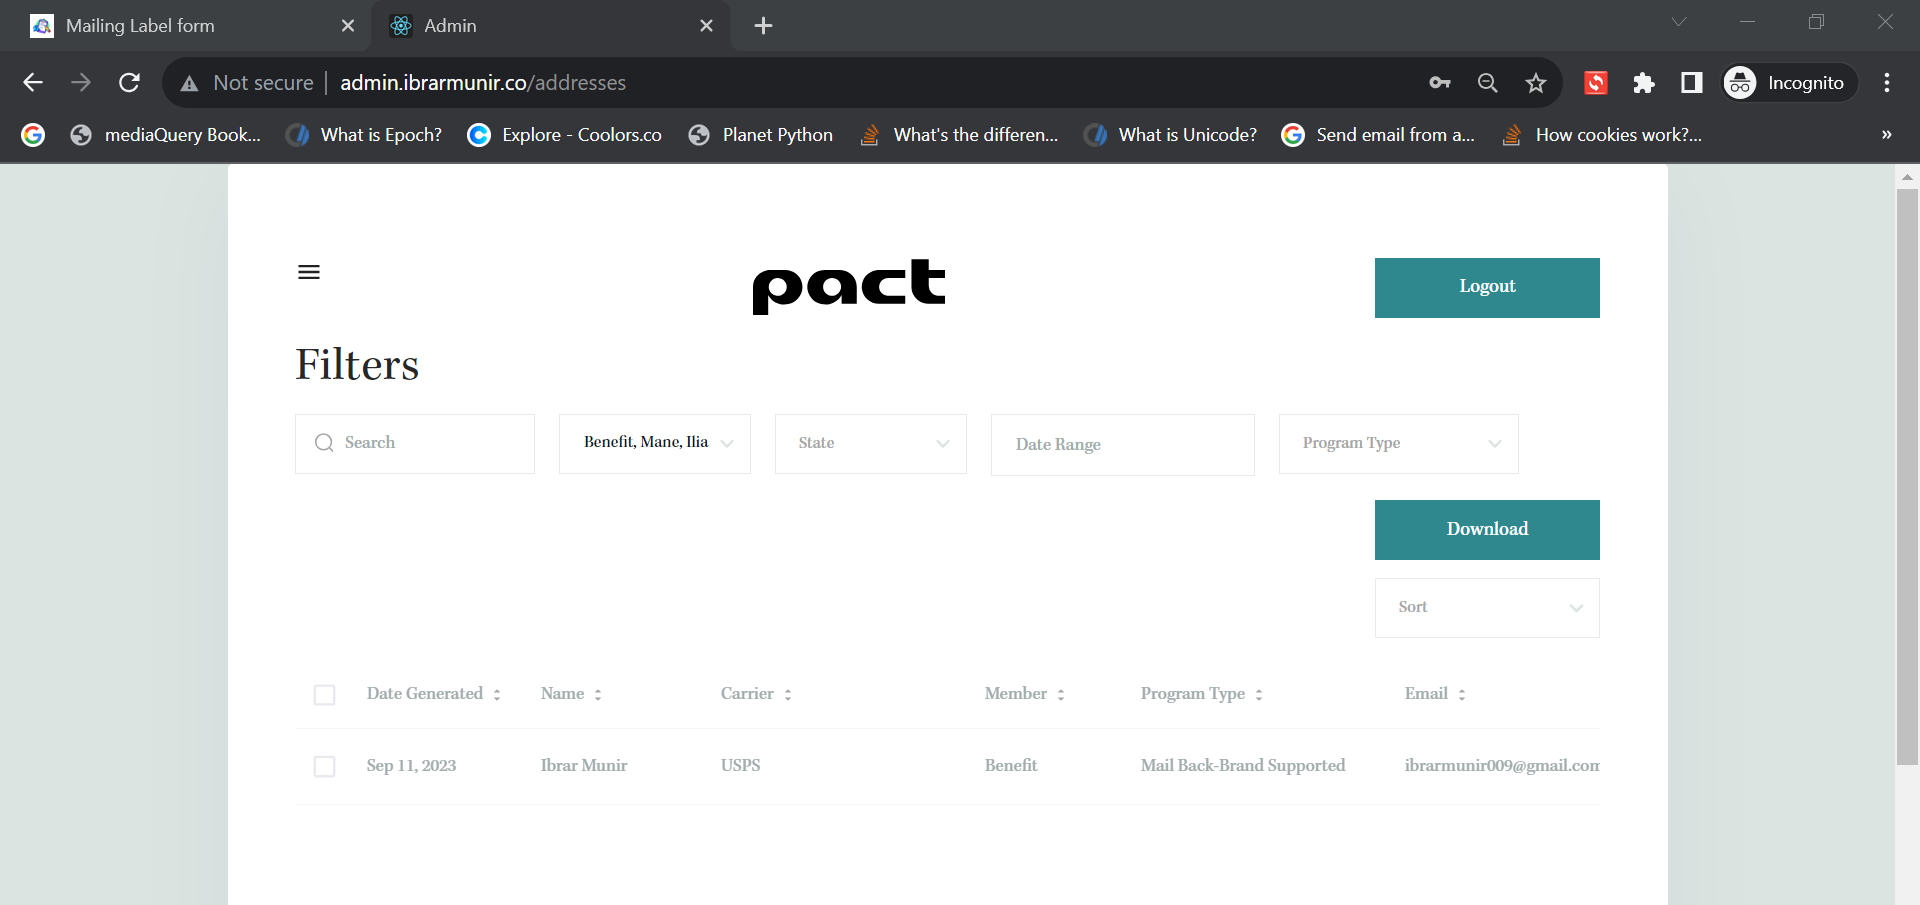 Mailing Label form
Admin
Not secure
admin.ibrarmunir.co/addresses
Incognito
mediaQuery Book...
What is Epoch?
Explore - Coolors.co
Planet Python
What's the differen...
What is Unicode?
Send email from a...
How cookies work?...
»
pact
Logout
Filters
Search
Benefit, Mane, Ilia
State
Date Range
Program Type
Download
Sort
Date Generated
Name
Carrier
Member
Program Type
Email
Sep 11, 2023
Ibrar Munir
USPS
Benefit
Mail Back-Brand Supported
ibrarmunir009@gmail.com